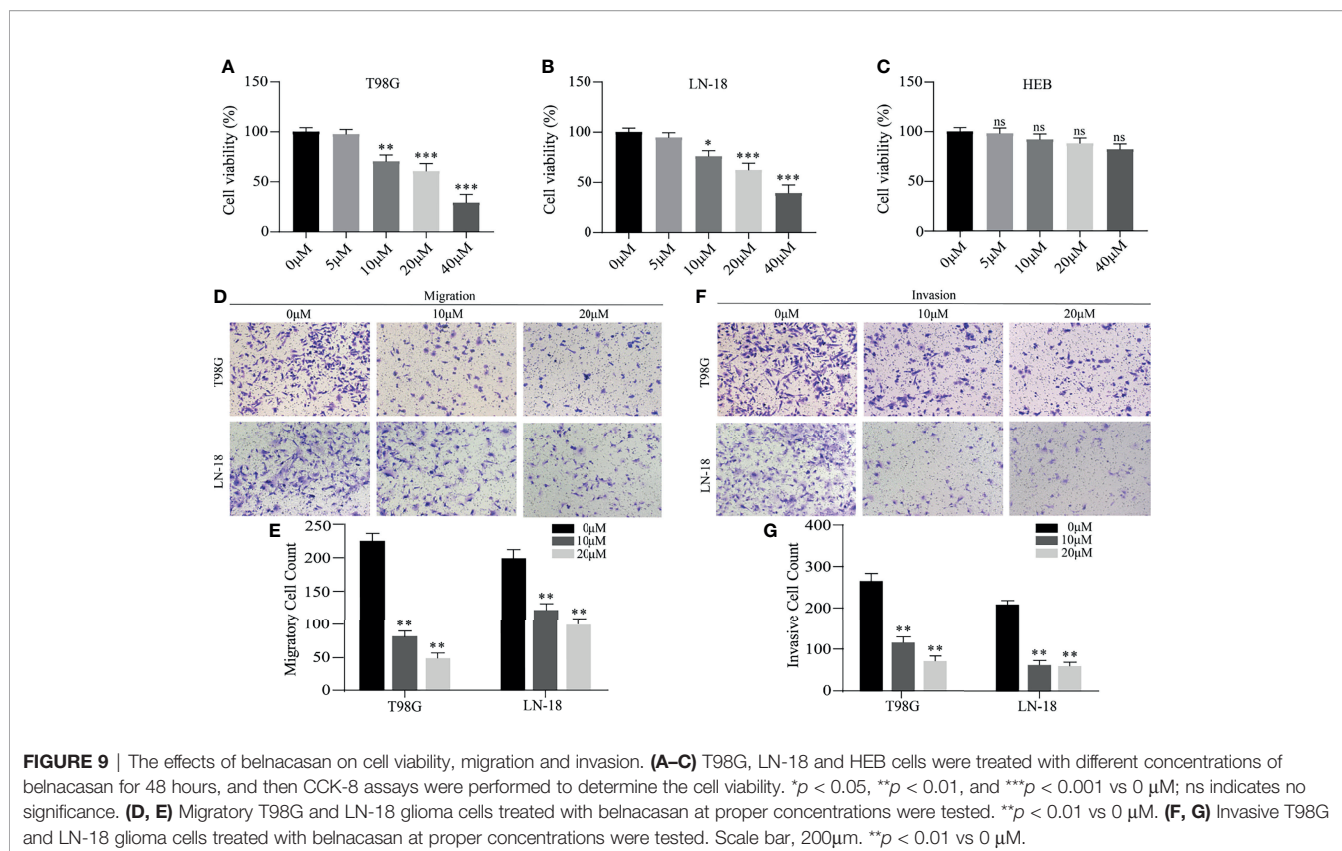 A
T98G
Cell viability (%)
150
100
50
0
** *** ***
0μM 5μM 10μM 20μM 40μM
B
LN-18
Cell viability (%)
150
100
50
0
* *** ***
0μM 5μM 10μM 20μM 40μM
C
HEB
Cell viability (%)
150
100
50
0
ns ns ns ns
0μM 5μM 10μM 20μM 40μM
D
Migration
0μM 10μM 20μM
T98G
LN-18
F
Invasion
0μM 10μM 20μM
T98G
LN-18
E
Migratory Cell Count
250
200
150
100
50
0
0μM
10μM
20μM
** ** ** **
T98G LN-18
G
Invasive Cell Count
400
300
200
100
0
0μM
10μM
20μM
** ** ** **
T98G LN-18
FIGURE 9 | The effects of belnacasan on cell viability, migration and invasion. (A–C) T98G, LN-18 and HEB cells were treated with different concentrations of
belnacasan for 48 hours, and then CCK-8 assays were performed to determine the cell viability. *p < 0.05, **p < 0.01, and ***p < 0.001 vs 0 μM; ns indicates no
significance. (D, E) Migratory T98G and LN-18 glioma cells treated with belnacasan at proper concentrations were tested. **p < 0.01 vs 0 μM. (F, G) Invasive T98G
and LN-18 glioma cells treated with belnacasan at proper concentrations were tested. Scale bar, 200μm. **p < 0.01 vs 0 μM.